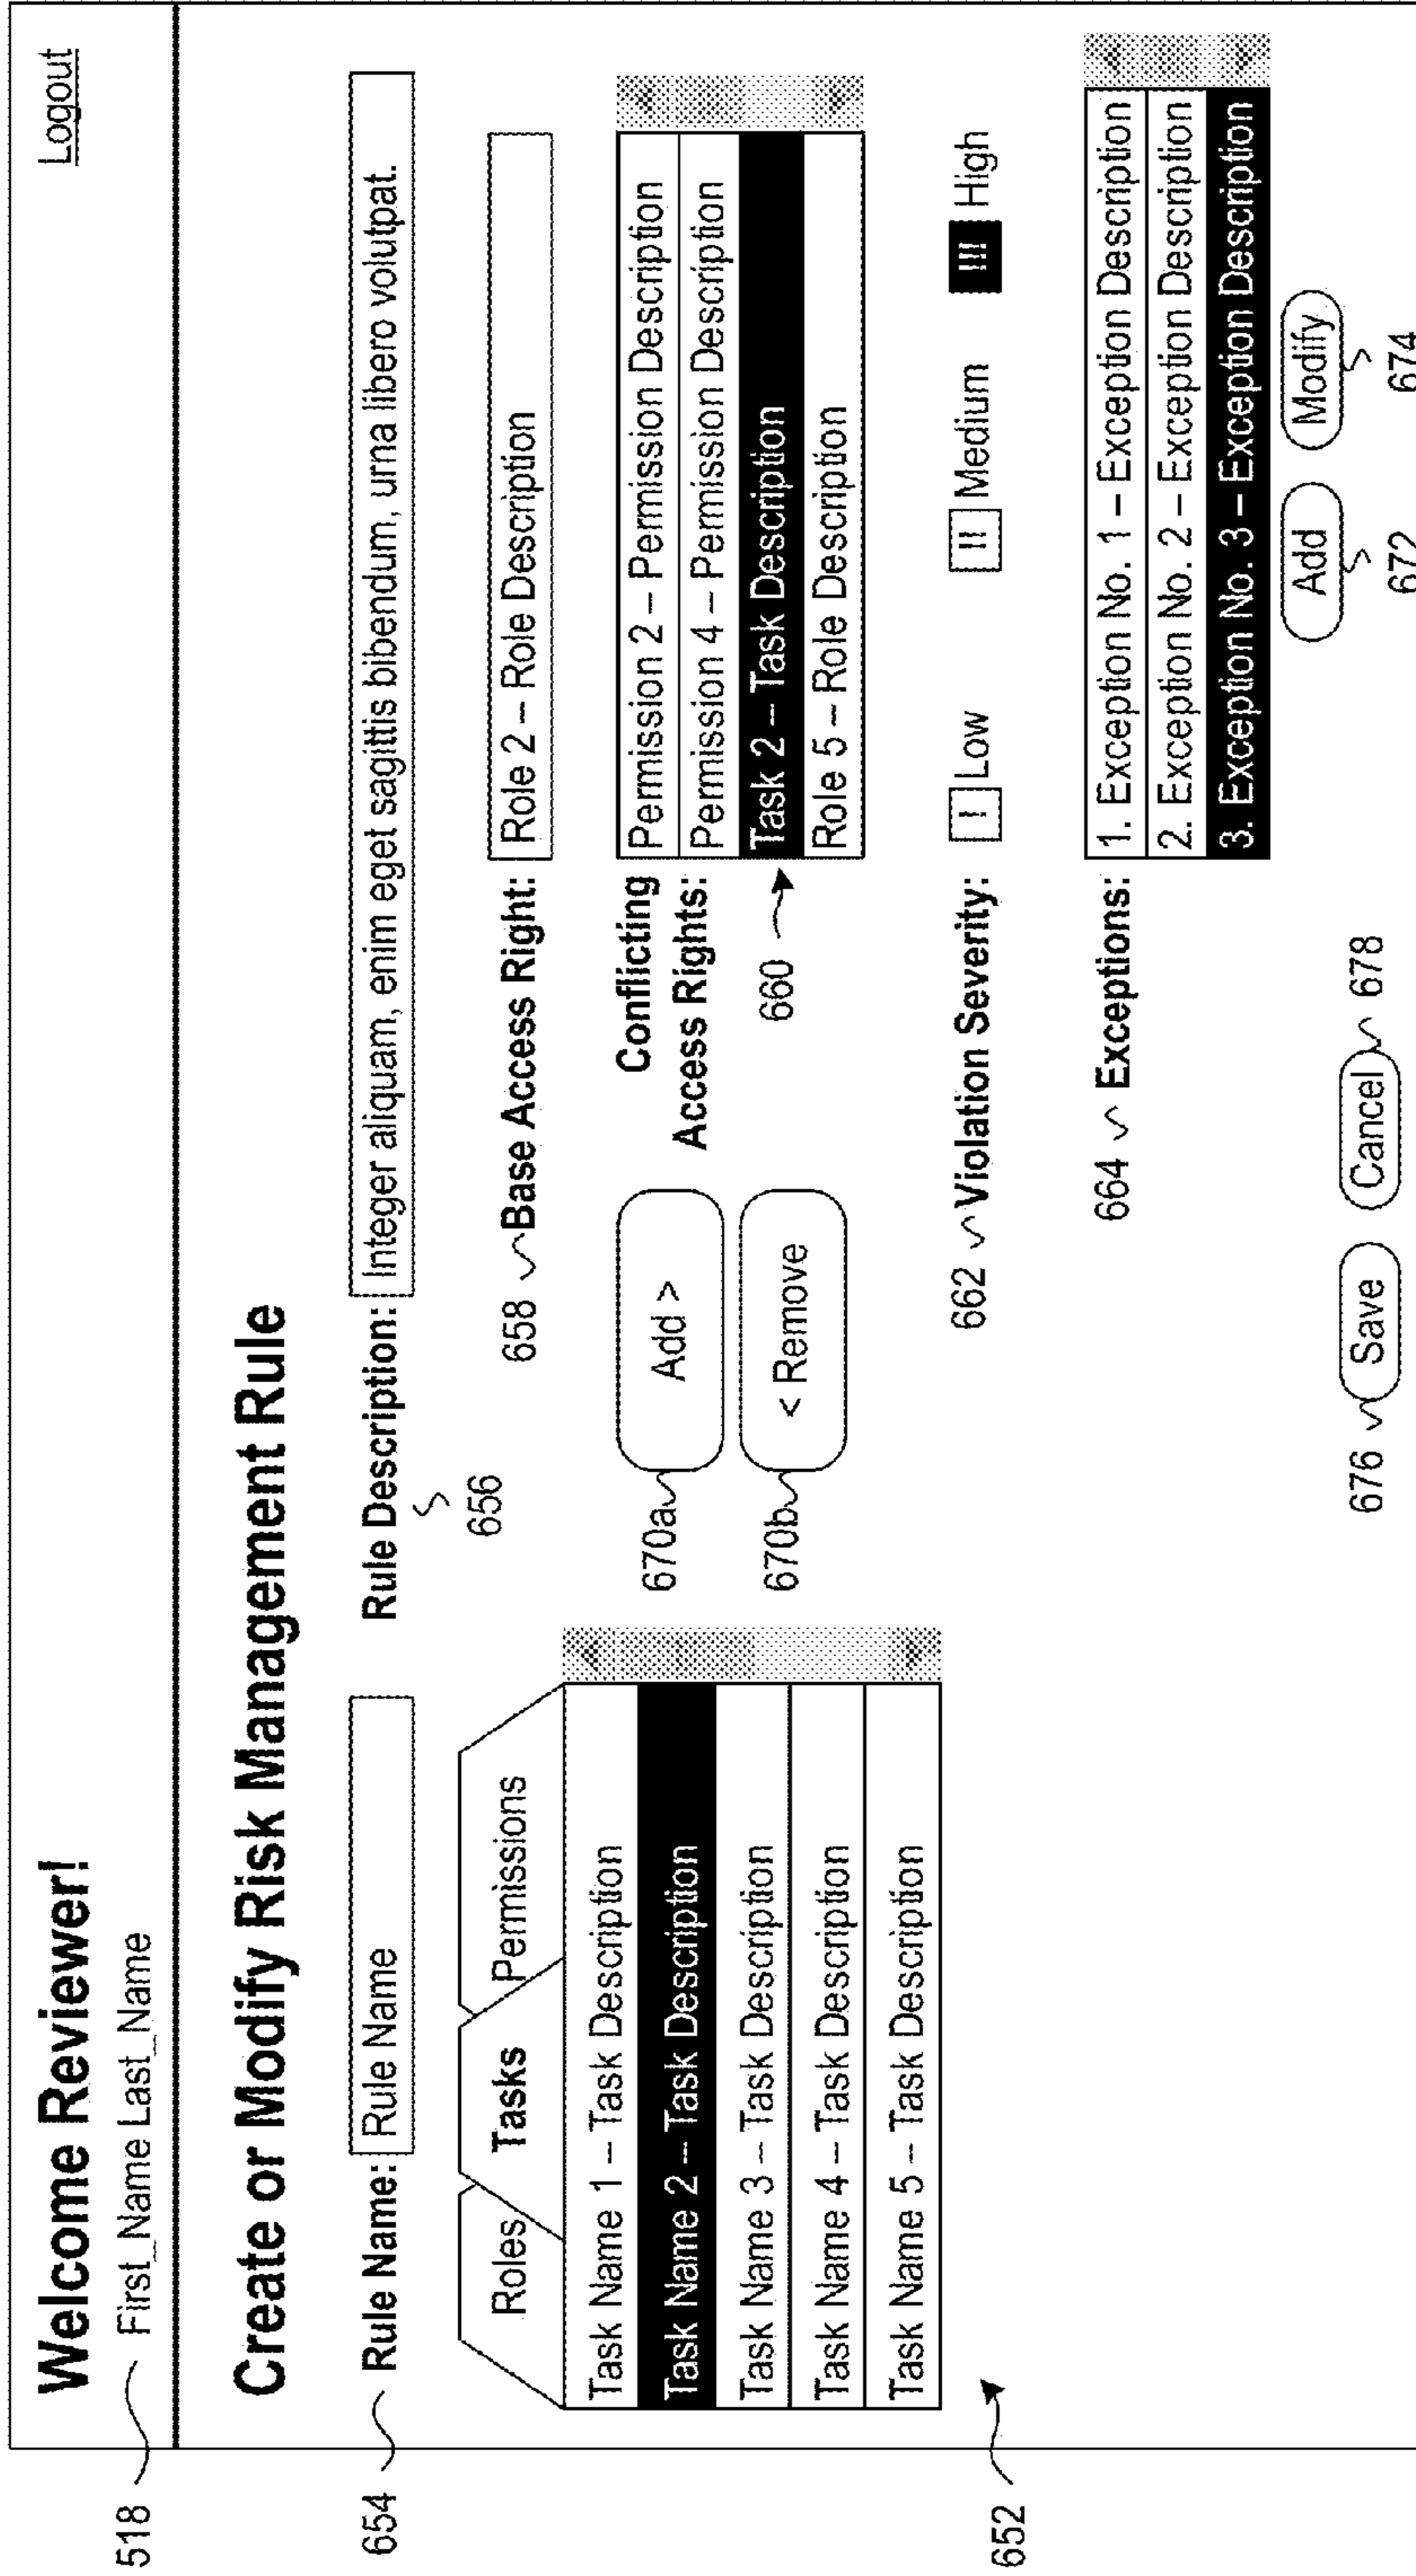 Welcome Reviewer!
Logout
518
First_Name Last_Name
Create or Modify Risk Management Rule
654
Rule Name:
Rule Name
Rule Description:
Integer aliquam, enim eget sagittis bibendum, urna libero volutpat.
656
Roles
Tasks
Permissions
Task Name 1 – Task Description
Task Name 2 – Task Description
Task Name 3 – Task Description
Task Name 4 – Task Description
Task Name 5 – Task Description
652
658
Base Access Right:
Role 2 – Role Description
670a
Add >
670b
< Remove
Conflicting
Access Rights:
660
Permission 2 – Permission Description
Permission 4 – Permission Description
Task 2 – Task Description
Role 5 – Role Description
662
Violation Severity:
! Low
!! Medium
!!! High
664
Exceptions:
1. Exception No. 1 – Exception Description
2. Exception No. 2 – Exception Description
3. Exception No. 3 – Exception Description
Add
Modify
672
674
676
Save
Cancel
678